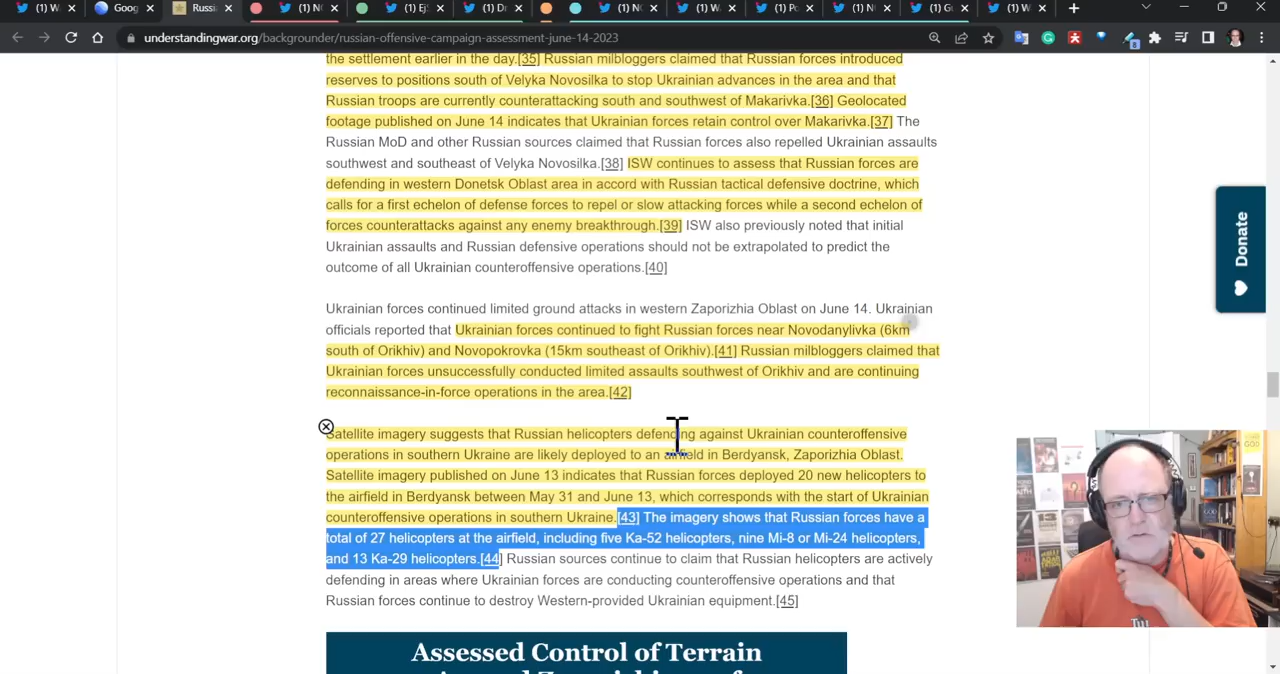 (1) W
Goog
Russia
(1) N(
(1) Ej!
(1) Di
(1) N(
(1) W
(1) Po
(1) N
(1) G
(1) W
understandingwar.org/backgrounder/russian-offensive-campaign-assessment-june-14-2023
the settlement earlier in the day.[35] Russian milbloggers claimed that Russian forces introduced
reserves to positions south of Velyka Novosilka to stop Ukrainian advances in the area and that
Russian troops are currently counterattacking south and southwest of Makarivka.[36] Geolocated
footage published on June 14 indicates that Ukrainian forces retain control over Makarivka.[37] The
Russian MoD and other Russian sources claimed that Russian forces also repelled Ukrainian assaults
southwest and southeast of Velyka Novosilka.[38] ISW continues to assess that Russian forces are
defending in western Donetsk Oblast area in accord with Russian tactical defensive doctrine, which
calls for a first echelon of defense forces to repel or slow attacking forces while a second echelon of
forces counterattacks against any enemy breakthrough.[39] ISW also previously noted that initial
Ukrainian assaults and Russian defensive operations should not be extrapolated to predict the
outcome of all Ukrainian counteroffensive operations.[40]
Donate
Ukrainian forces continued limited ground attacks in western Zaporizhia Oblast on June 14. Ukrainian
officials reported that Ukrainian forces continued to fight Russian forces near Novodanylivka (6km
south of Orikhiv) and Novopokrovka (15km southeast of Orikhiv).[41] Russian milbloggers claimed that
Ukrainian forces unsuccessfully conducted limited assaults southwest of Orikhiv and are continuing
reconnaissance-in-force operations in the area.[42]
Satellite imagery suggests that Russian helicopters defending against Ukrainian counteroffensive
operations in southern Ukraine are likely deployed to an airfield in Berdyansk, Zaporizhia Oblast.
Satellite imagery published on June 13 indicates that Russian forces deployed 20 new helicopters to
the airfield in Berdyansk between May 31 and June 13, which corresponds with the start of Ukrainian
counteroffensive operations in southern Ukraine.[43] The imagery shows that Russian forces have a
total of 27 helicopters at the airfield, including five Ka-52 helicopters, nine Mi-8 or Mi-24 helicopters,
and 13 Ka-29 helicopters.[44] Russian sources continue to claim that Russian helicopters are actively
defending in areas where Ukrainian forces are conducting counteroffensive operations and that
Russian forces continue to destroy Western-provided Ukrainian equipment.[45]
Assessed Control of Terrain